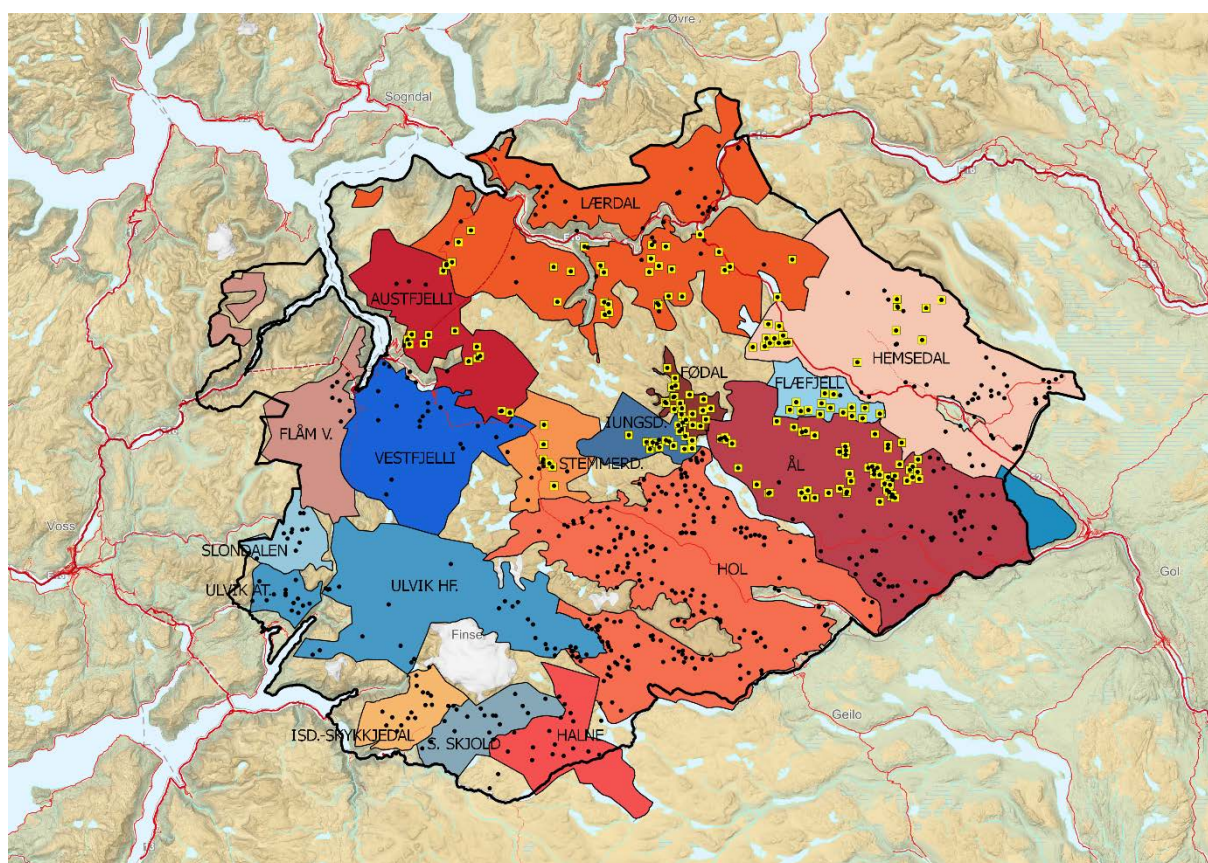 Øvre
Sogndal
LÆRDAL
AUSTFJELLI
HEMSEDAL
FØDAL
FLÆFJELL
IUNGSD.
FLÅM V.
VESTFJELLI
STEMMERD.
ÅL
Voss
SLONDALEN
HOL
Gol
ULVIK AT.
ULVIK HF.
Finse
Geilo
ISD.-SKYKKJEDAL
S. SKJOLD
HALNE